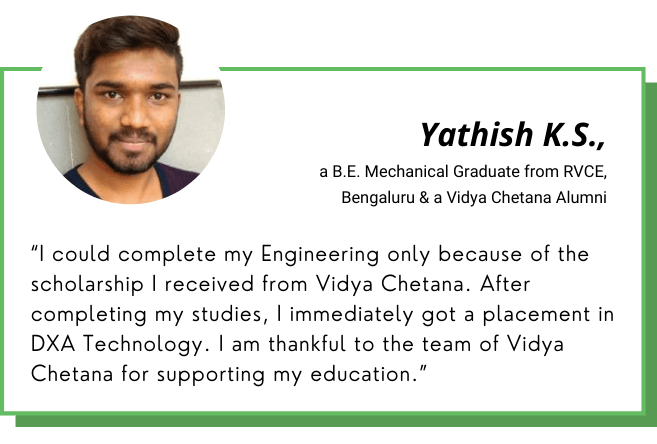 Yathish K.S.,
a B.E. Mechanical Graduate from RVCE,
Bengaluru & a Vidya Chetana Alumni
“I could complete my Engineering only because of the
scholarship I received from Vidya Chetana. After
completing my studies, I immediately got a placement in
DXA Technology. I am thankful to the team of Vidya
Chetana for supporting my education.”